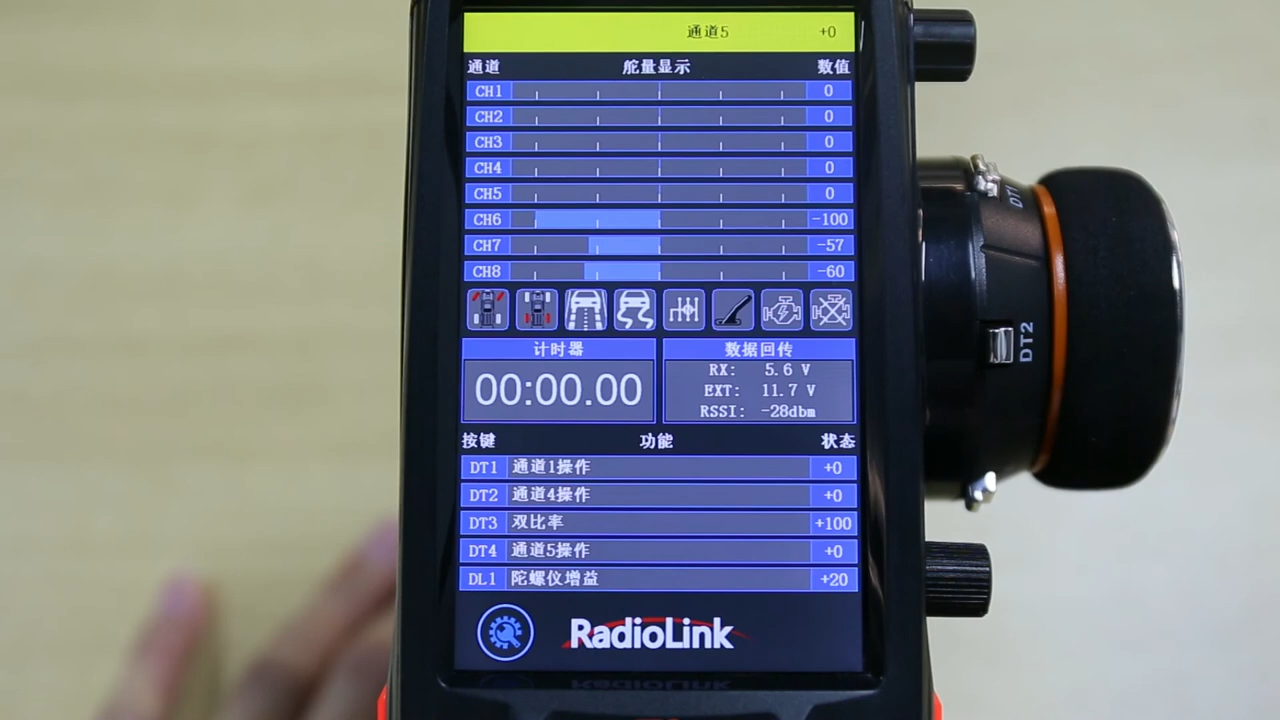 通道5 +0
通道 舵量显示 数值
CH1 0
CH2 0
CH3 0
CH4 0
CH5 0
CH6 -100
CH7 -57
CH8 -60
计时器 数据回传
00:00.00
RX: 5.6 V
EXT: 11.7 V
RSSI: -28dbm
按键 功能 状态
DT1 通道1操作 +0
DT2 通道4操作 +0
DT3 双比率 +100
DT4 通道5操作 +0
DL1 陀螺仪增益 +20
RadioLink
DT1
DT2